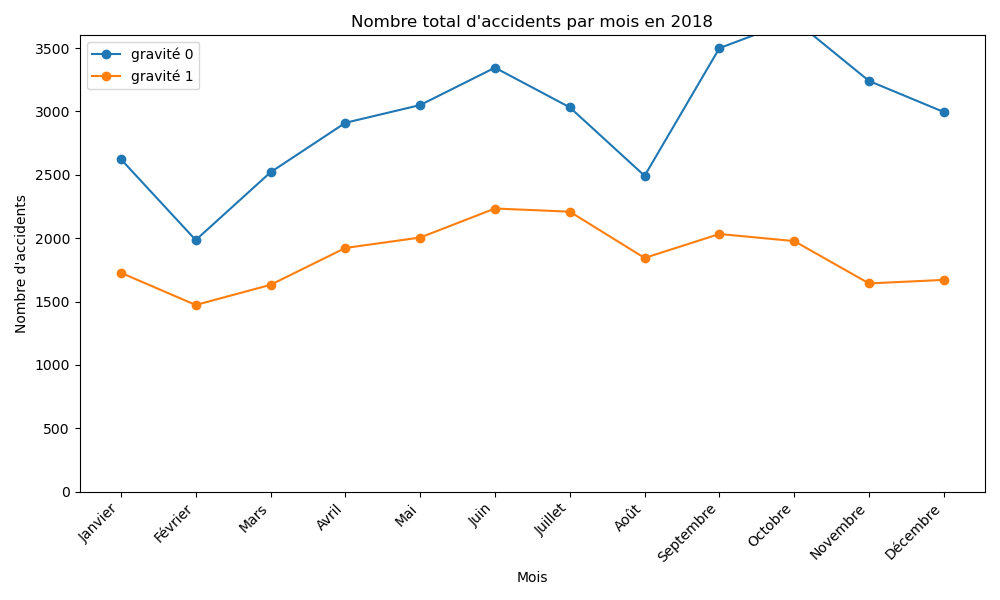 Nombre total d'accidents par mois en 2018
gravité 0
gravité 1
Nombre d'accidents
3500
3000
2500
2000
1500
1000
500
0
Janvier
Février
Mars
Avril
Mai
Juin
Juillet
Août
Septembre
Octobre
Novembre
Décembre
Mois